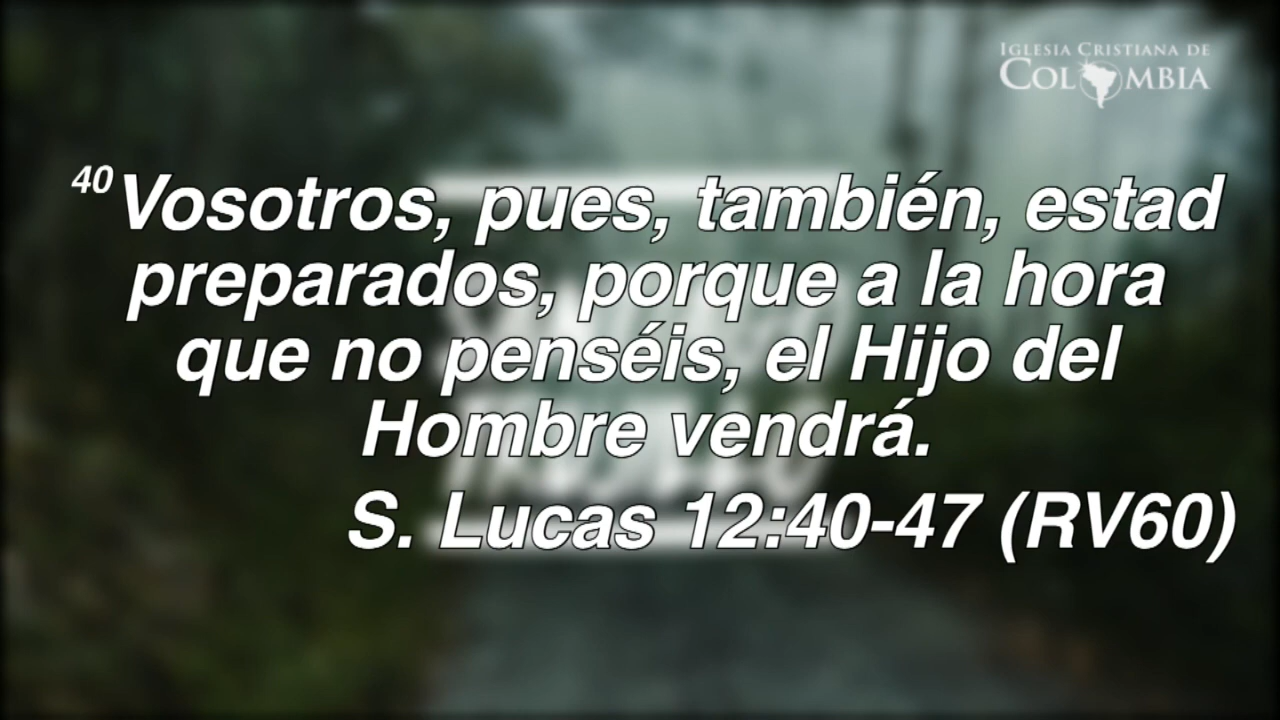 IGLESIA CRISTIANA DE
COLOMBIA
40 Vosotros, pues, también, estad
preparados, porque a la hora
que no penséis, el Hijo del
Hombre vendrá.
S. Lucas 12:40-47 (RV60)